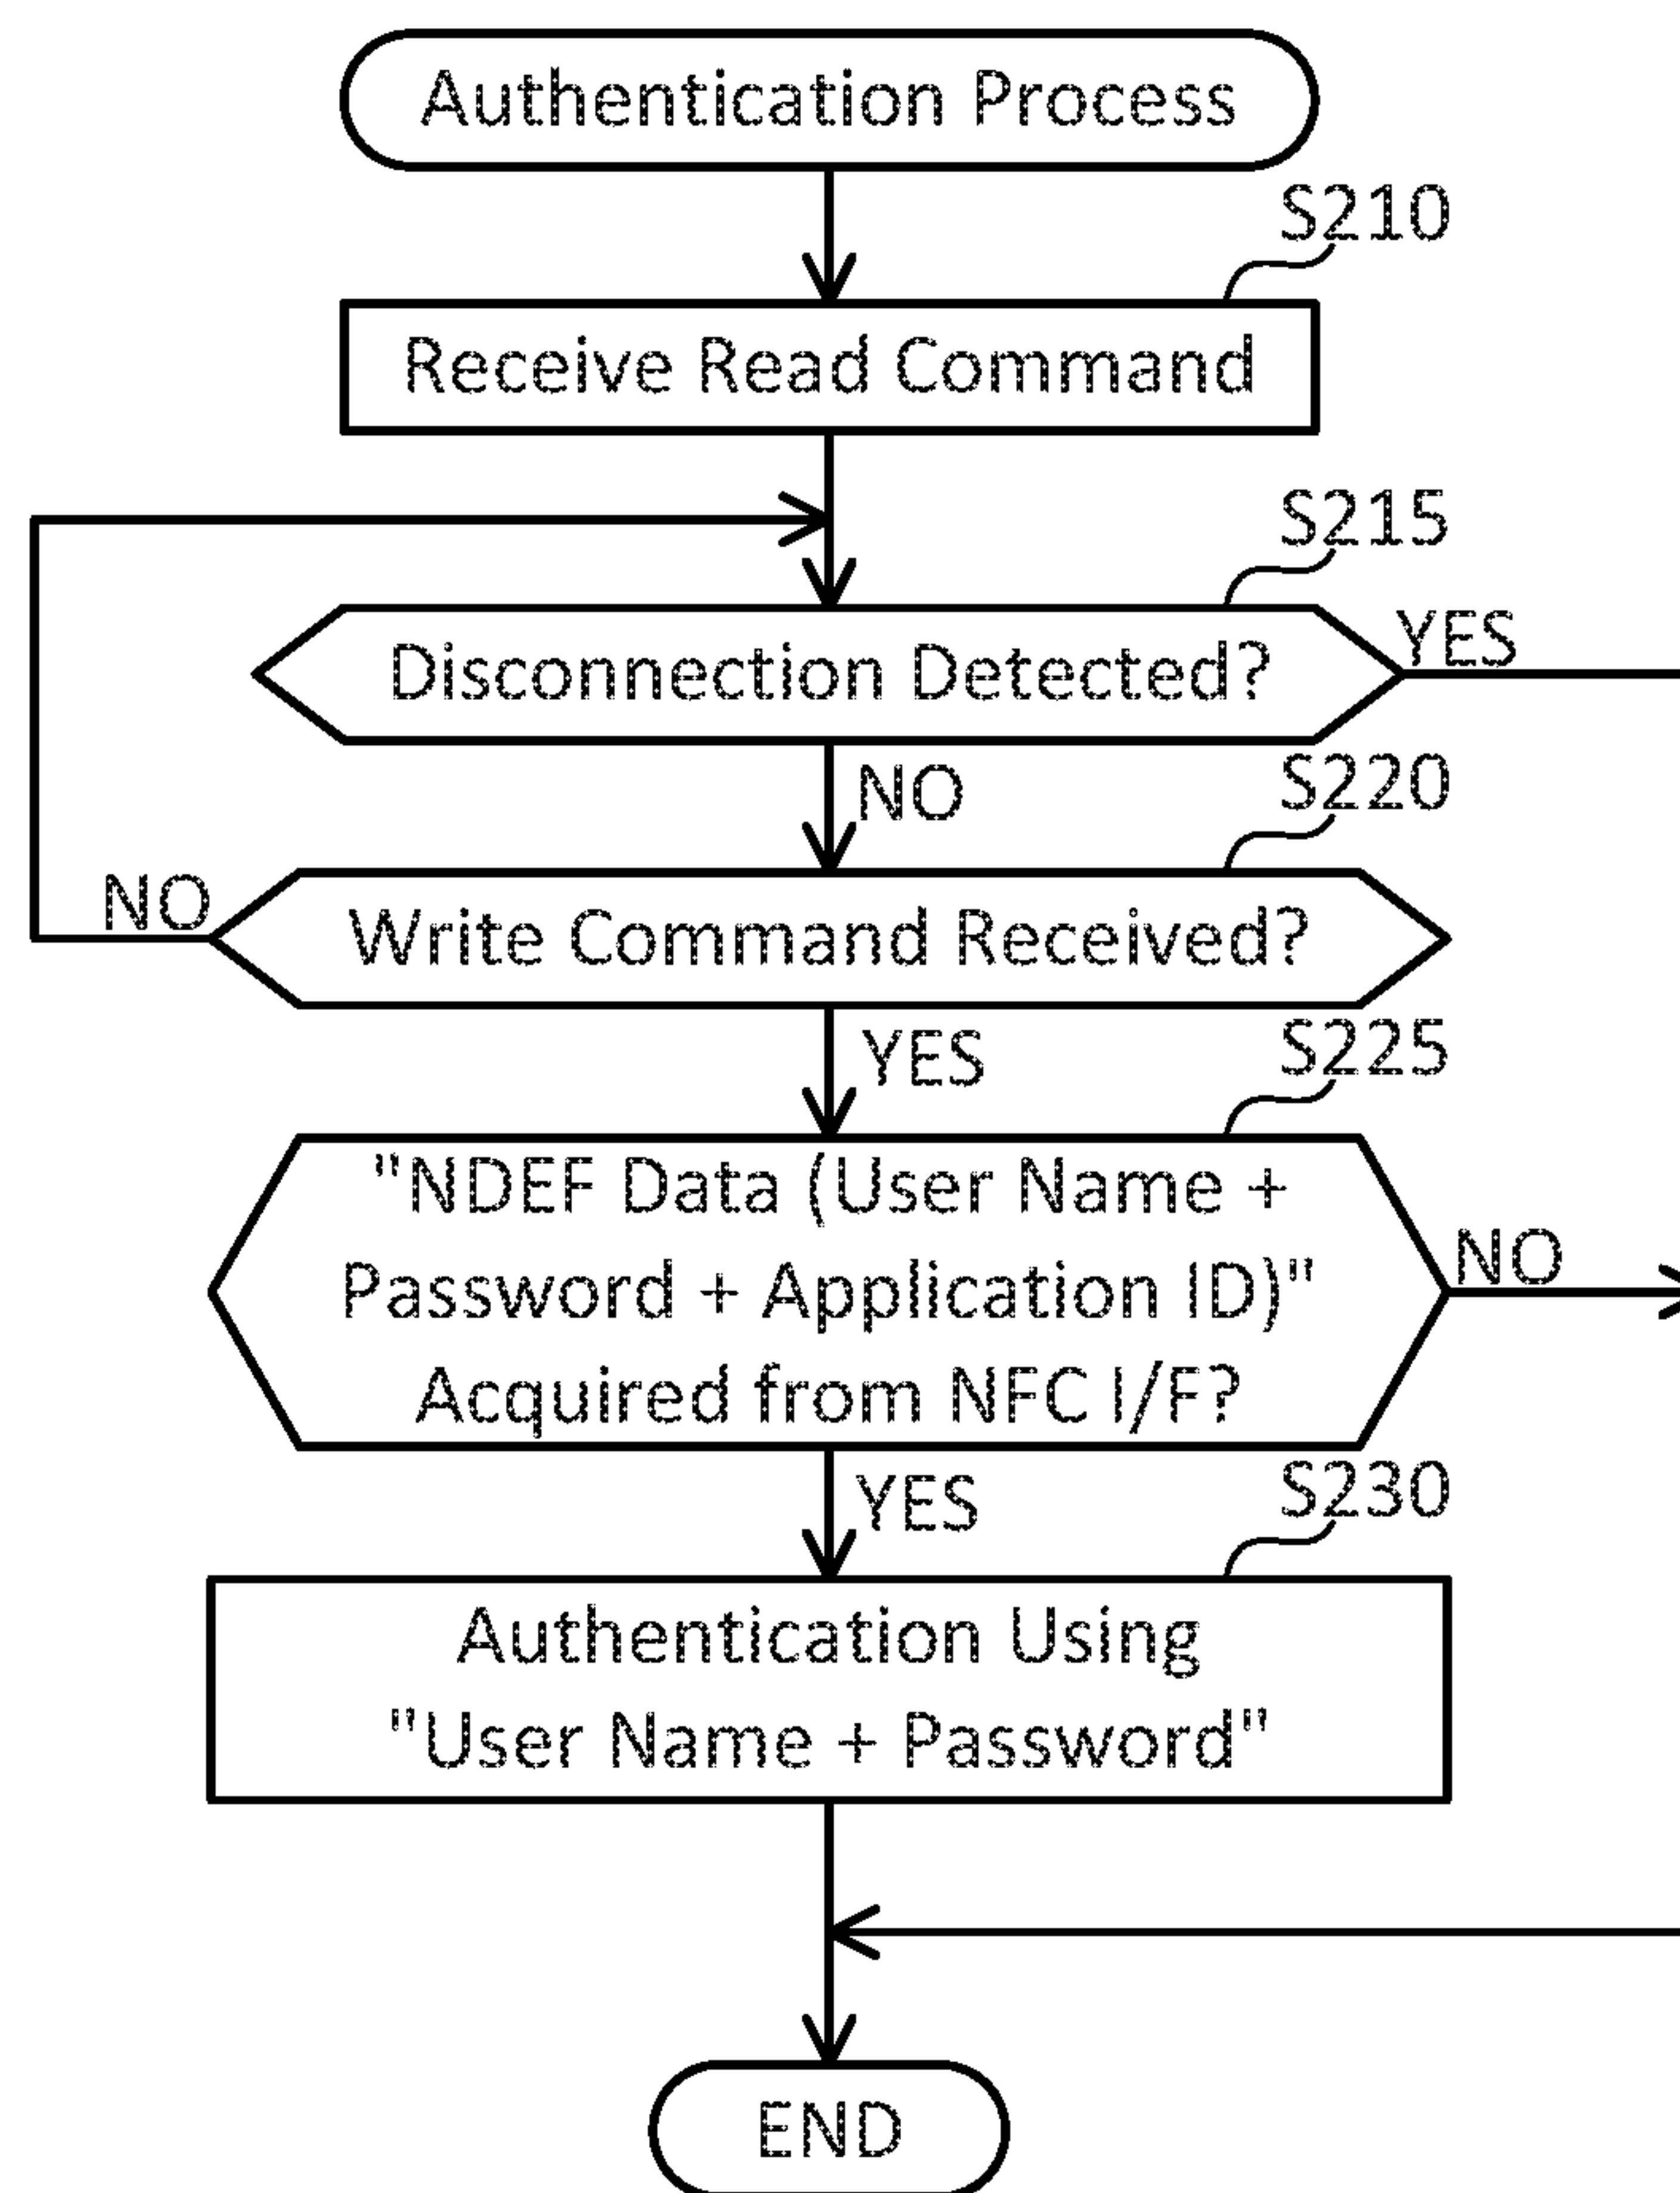 Authentication Process
S210
Receive Read Command
S215
Disconnection Detected?
YES
NO
S220
NO
Write Command Received?
YES
S225
"NDEF Data (User Name +
Password + Application ID)"
Acquired from NFC I/F?
NO
YES
S230
Authentication Using
"User Name + Password"
END